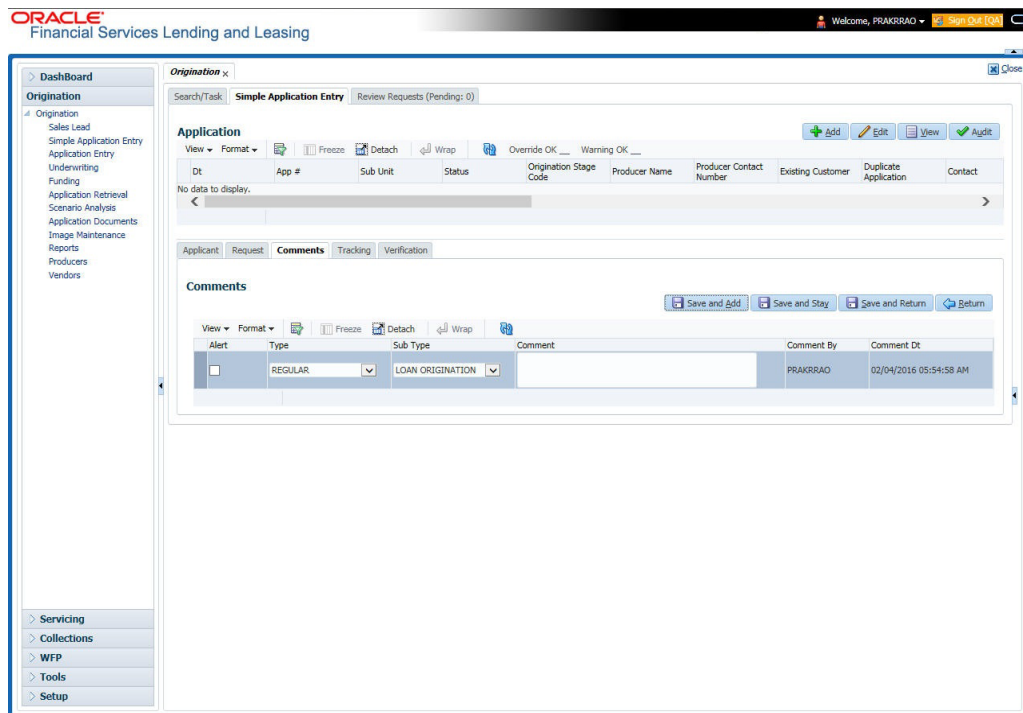 ORACLE
Financial Services Lending and Leasing
Welcome, PRAKRRAO
Sign Out [QA]
Close
DashBoard
Origination
Origination
Sales Lead
Simple Application Entry
Application Entry
Underwriting
Funding
Application Retrieval
Scenario Analysis
Application Documents
Image Maintenance
Reports
Producers
Vendors
Servicing
Collections
WFP
Tools
Setup
Origination x
Search/Task Simple Application Entry Review Requests (Pending: 0)
Application
Add Edit View Audit
View Format Freeze Detach Wrap Override OK __ Warning OK __
Dt App # Sub Unit Status Origination Stage Code Producer Name Producer Contact Number Existing Customer Duplicate Application Contact
No data to display.
Applicant Request Comments Tracking Verification
Comments
Save and Add Save and Stay Save and Return Return
View Format Freeze Detach Wrap
Alert Type Sub Type Comment Comment By Comment Dt
REGULAR LOAN ORIGINATION PRAKRRAO 02/04/2016 05:54:58 AM